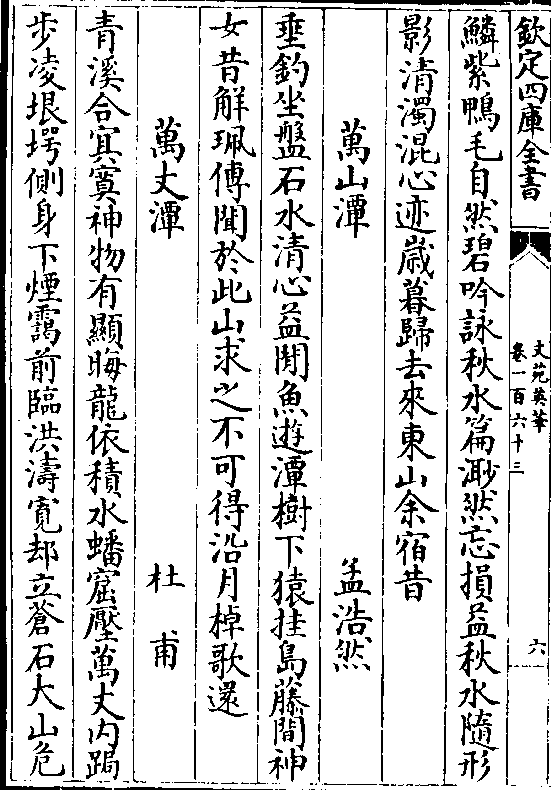 欽定四庫全書
文苑英華
卷一百六十三
六
鱗紫鴨毛自然碧吟詠秋水篇渺然忘損益秋水隨形
影清濁混心迹歳暮歸去來東山余宿昔
萬山潭 孟浩然
垂釣坐盤石水清心益閒魚遊潭樹下猿挂島藤間神
女昔解珮傳聞於此山求之不可得沿月棹歌還
萬丈潭 杜甫
青溪合冥寞神物有顯晦龍依積水蟠窟壓萬丈内跼
步凌垠堮側身下煙靄前臨洪濤寛却立蒼石大山危